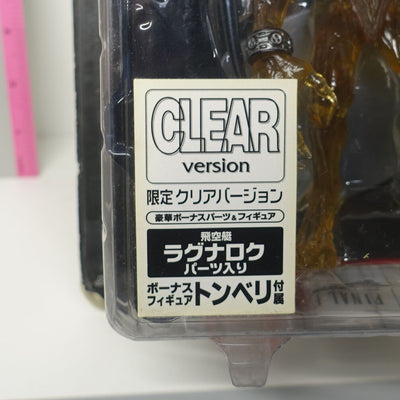 CLEAR
version
限定クリアバージョン
豪華ボーナスパーツ&フィギュア
飛空艇
ラグナロク
パーツ入り
ボーナス
フィギュア トンベリ付属
FINAL